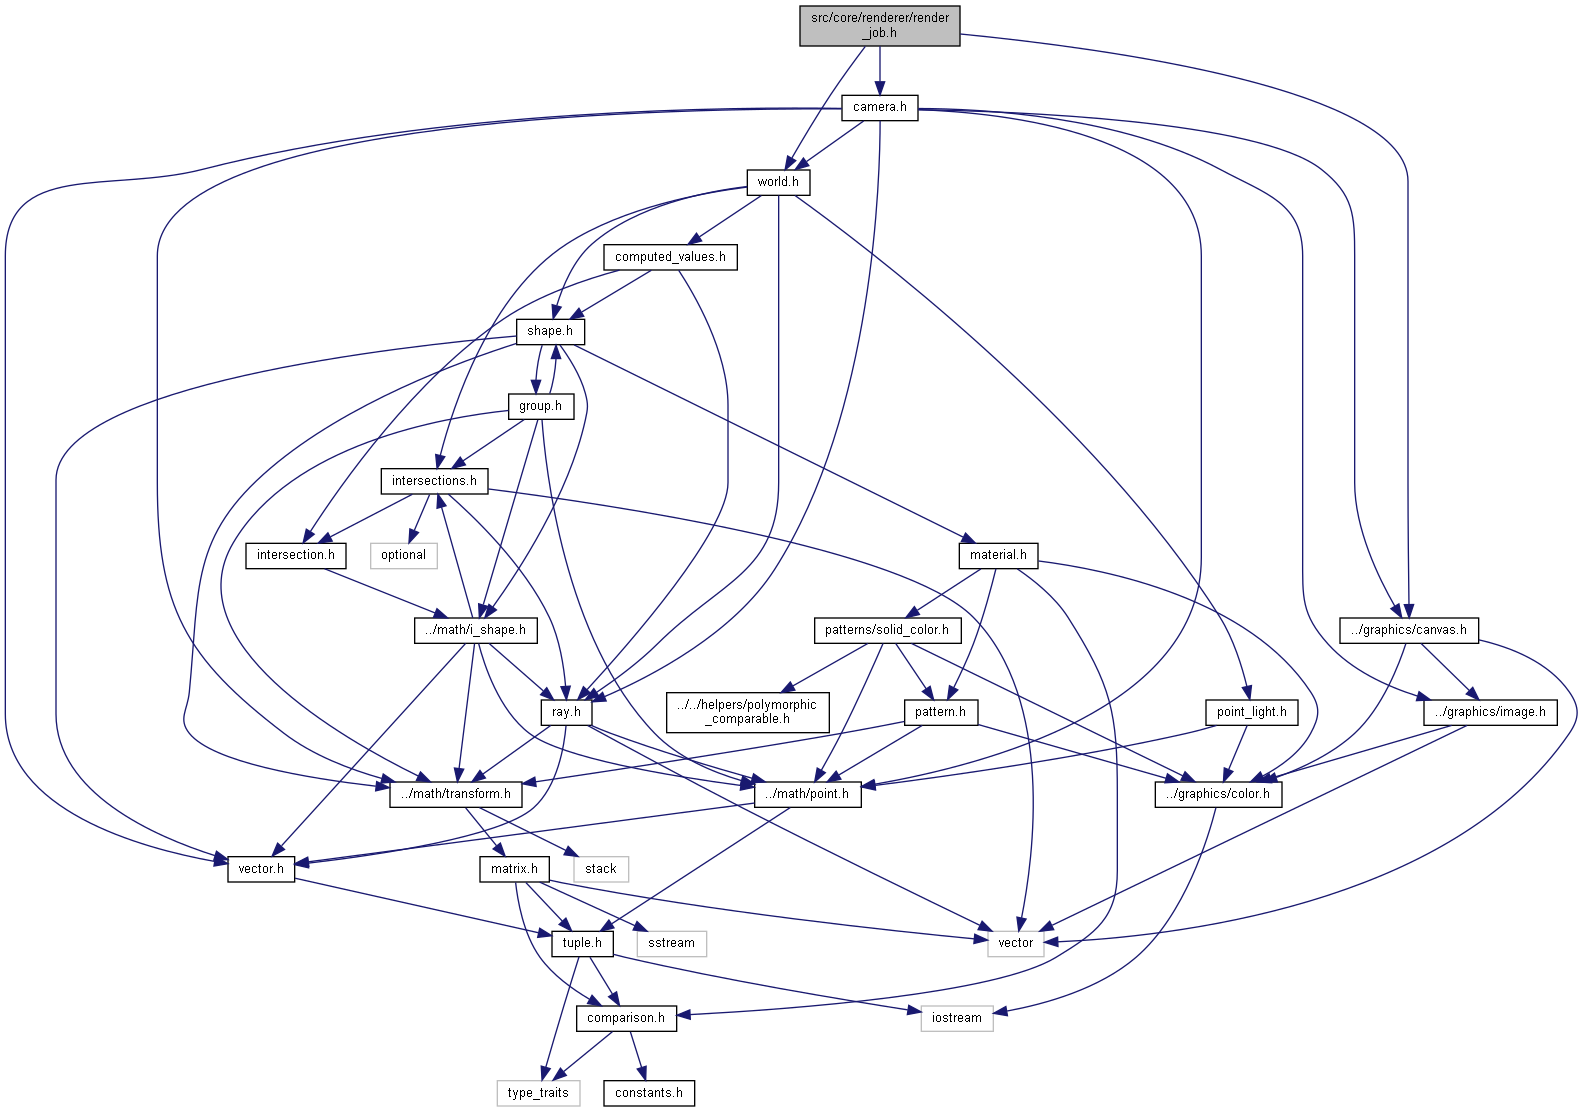 src/core/renderer/render
_job.h
camera.h
world.h
computed_values.h
shape.h
group.h
intersections.h
intersection.h
optional
material.h
../math/i_shape.h
patterns/solid_color.h
../graphics/canvas.h
ray.h
../../helpers/polymorphic
_comparable.h
pattern.h
point_light.h
../graphics/image.h
../math/transform.h
../math/point.h
../graphics/color.h
vector.h
matrix.h
stack
tuple.h
sstream
vector
comparison.h
iostream
type_traits
constants.h